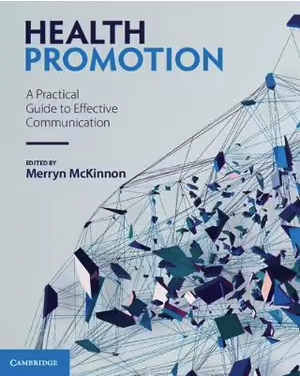 HEALTH
PROMOTION
A Practical
Guide to Effective
Communication
EDITED BY
Merryn McKinnon
CAMBRIDGE